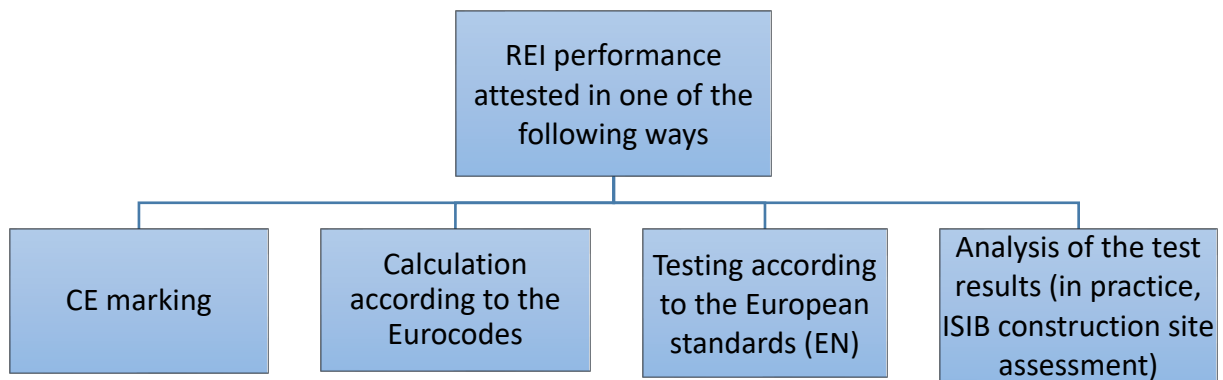 REI performance
attested in one of the
following ways
CE marking
Calculation
according to the
Eurocodes
Testing according
to the European
standards (EN)
Analysis of the test
results (in practice,
ISIB construction site
assessment)